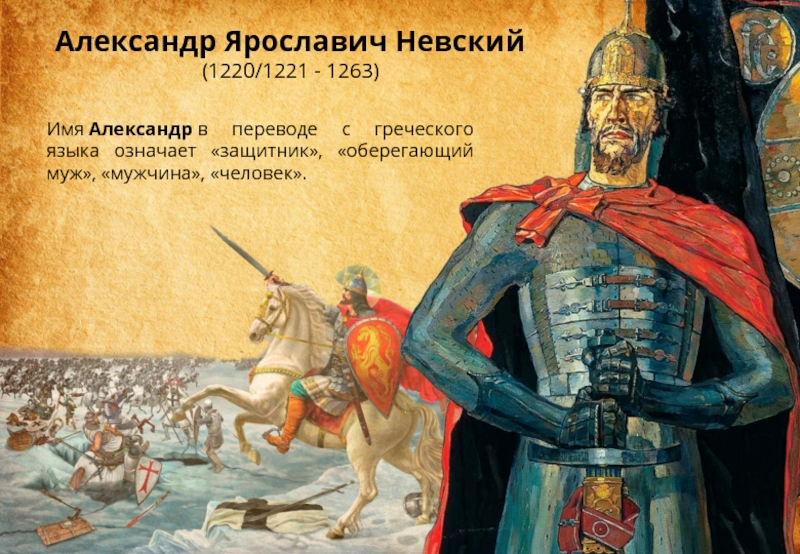 Александр Ярославич Невский
(1220/1221 - 1263)
Имя Александр в переводе с греческого
языка означает «защитник», «оберегающий
муж», «мужчина», «человек».